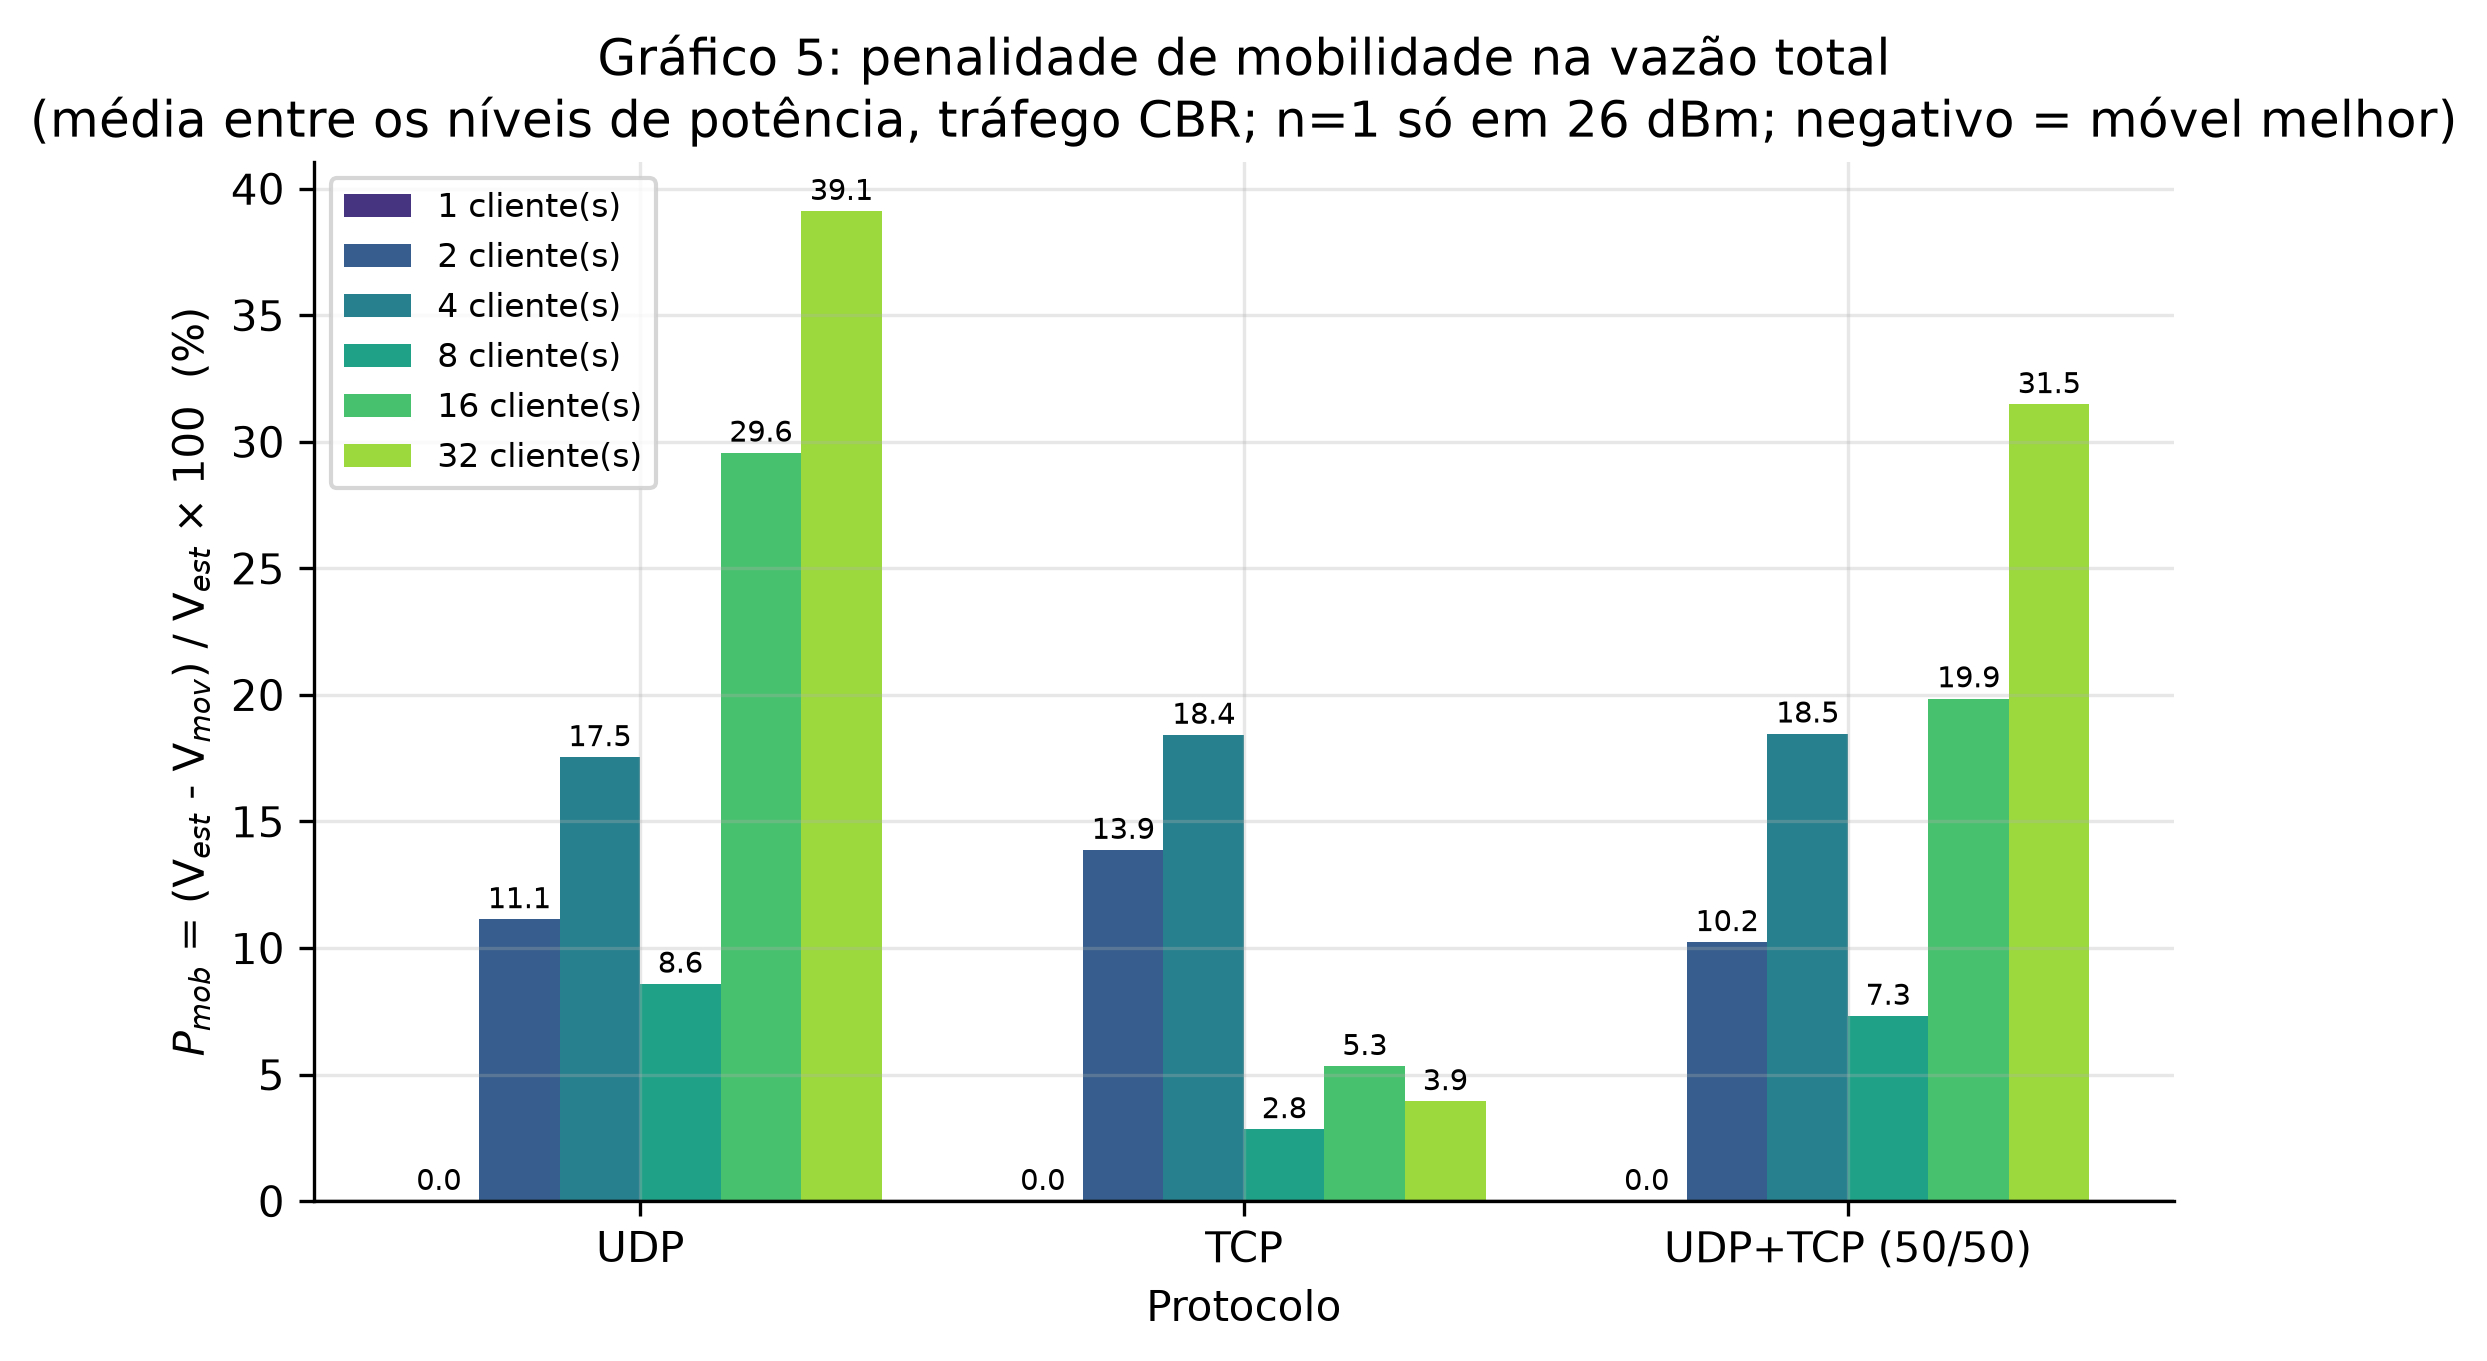 Gráfico 5: penalidade de mobilidade na vazão total
(média entre os níveis de potência, tráfego CBR; n=1 só em 26 dBm; negativo = móvel melhor)
P_mob = (V_est - V_mov) / V_est × 100 (%)
40
35
30
25
20
15
10
5
0
1 cliente(s)
2 cliente(s)
4 cliente(s)
8 cliente(s)
16 cliente(s)
32 cliente(s)
0.0
11.1
17.5
8.6
29.6
39.1
0.0
13.9
18.4
2.8
5.3
3.9
0.0
10.2
18.5
7.3
19.9
31.5
UDP
TCP
UDP+TCP (50/50)
Protocolo